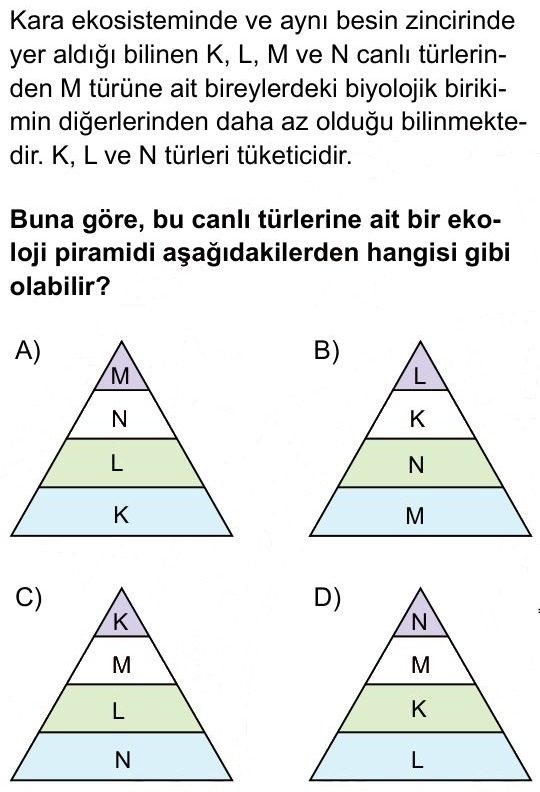 Kara ekosisteminde ve aynı besin zincirinde
yer aldığı bilinen K, L, M ve N canlı türlerin-
den M türüne ait bireylerdeki biyolojik biriki-
min diğerlerinden daha az olduğu bilinmekte-
dir. K, L ve N türleri tüketicidir.
Buna göre, bu canlı türlerine ait bir eko-
loji piramidi aşağıdakilerden hangisi gibi
olabilir?
A)
M
N
L
K
B)
L
K
N
M
C)
K
M
L
N
D)
N
M
K
L